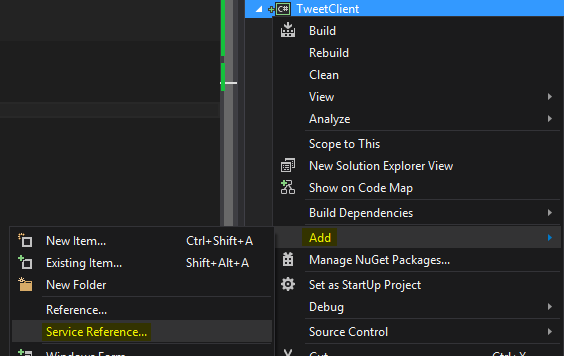 C# TweetClient
Build
Rebuild
Clean
View
Analyze
Scope to This
New Solution Explorer View
Show on Code Map
Build Dependencies
Add
Manage NuGet Packages...
Set as StartUp Project
Debug
Source Control
Cut Ctrl+X
New Item... Ctrl+Shift+A
Existing Item... Shift+Alt+A
New Folder
Reference...
Service Reference...
Windows Form